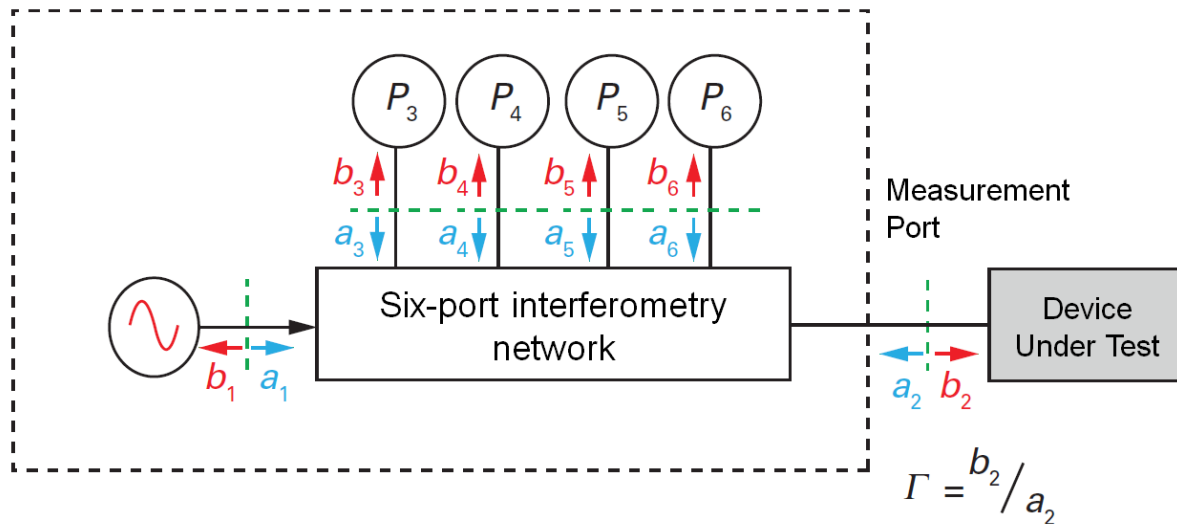 P3 P4 P5 P6
b3 b4 b5 b6
a3 a4 a5 a6
Measurement
Port
Six-port interferometry
network
Device
Under Test
b1 a1
a2 b2
Γ = b2/a2